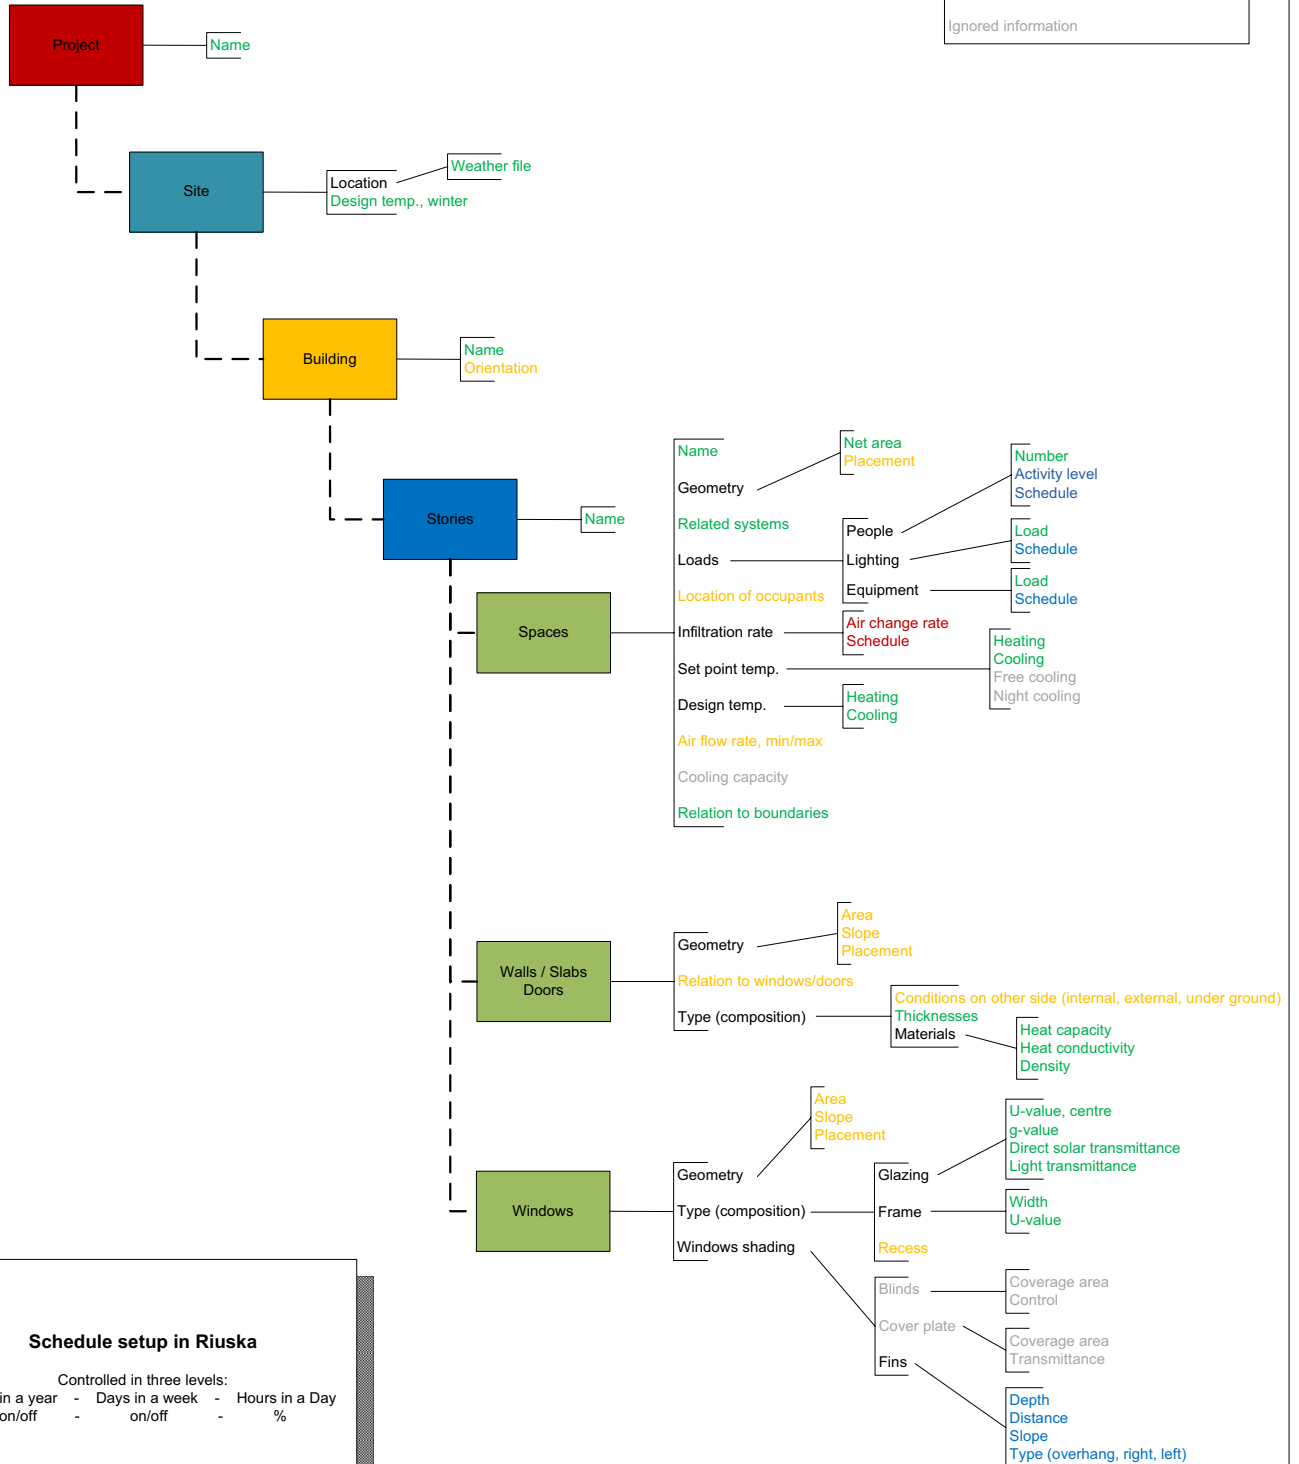 Ignored information
Project
Name
Site
Location
Design temp., winter
Weather file
Building
Name
Orientation
Stories
Name
Spaces
Name
Geometry
Net area
Placement
Related systems
Loads
People
Number
Activity level
Schedule
Lighting
Load
Schedule
Equipment
Load
Schedule
Location of occupants
Infiltration rate
Air change rate
Schedule
Set point temp.
Heating
Cooling
Free cooling
Night cooling
Design temp.
Heating
Cooling
Air flow rate, min/max
Cooling capacity
Relation to boundaries
Walls / Slabs
Doors
Geometry
Area
Slope
Placement
Relation to windows/doors
Type (composition)
Conditions on other side (internal, external, under ground)
Thicknesses
Materials
Heat capacity
Heat conductivity
Density
Windows
Geometry
Area
Slope
Placement
Type (composition)
Glazing
U-value, centre
g-value
Direct solar transmittance
Light transmittance
Frame
Width
U-value
Recess
Windows shading
Blinds
Coverage area
Control
Cover plate
Coverage area
Transmittance
Fins
Depth
Distance
Slope
Type (overhang, right, left)
Schedule setup in Riuska
Controlled in three levels:
in a year - Days in a week - Hours in a Day
on/off - on/off - %